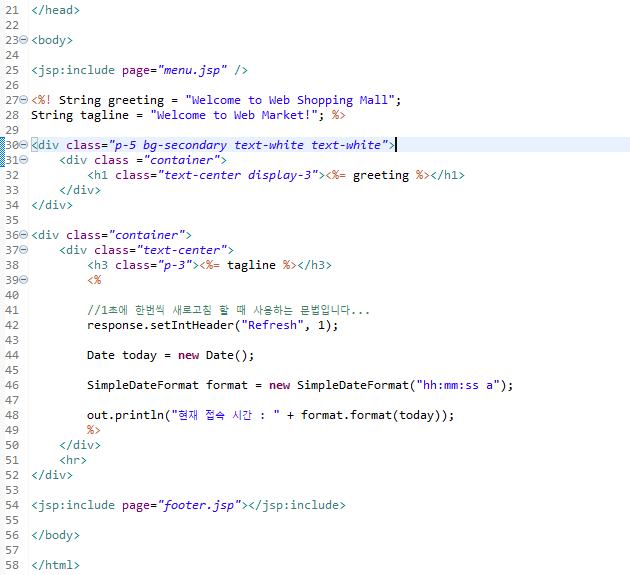 21 </head>
22
23 <body>
24
25 <jsp:include page="menu.jsp" />
26
27 <%! String greeting = "Welcome to Web Shopping Mall";
28 String tagline = "Welcome to Web Market!"; %>
29
30 <div class="p-5 bg-secondary text-white text-white">
31     <div class ="container">
32         <h1 class="text-center display-3"><%= greeting %></h1>
33     </div>
34 </div>
35
36 <div class="container">
37     <div class="text-center">
38         <h3 class="p-3"><%= tagline %></h3>
39         <%
40
41         //1초에 한번씩 새로고침 할 때 사용하는 문법입니다...
42         response.setIntHeader("Refresh", 1);
43
44         Date today = new Date();
45
46         SimpleDateFormat format = new SimpleDateFormat("hh:mm:ss a");
47
48         out.println("현재 접속 시간 : " + format.format(today));
49         %>
50     </div>
51     <hr>
52 </div>
53
54 <jsp:include page="footer.jsp"></jsp:include>
55
56 </body>
57
58 </html>